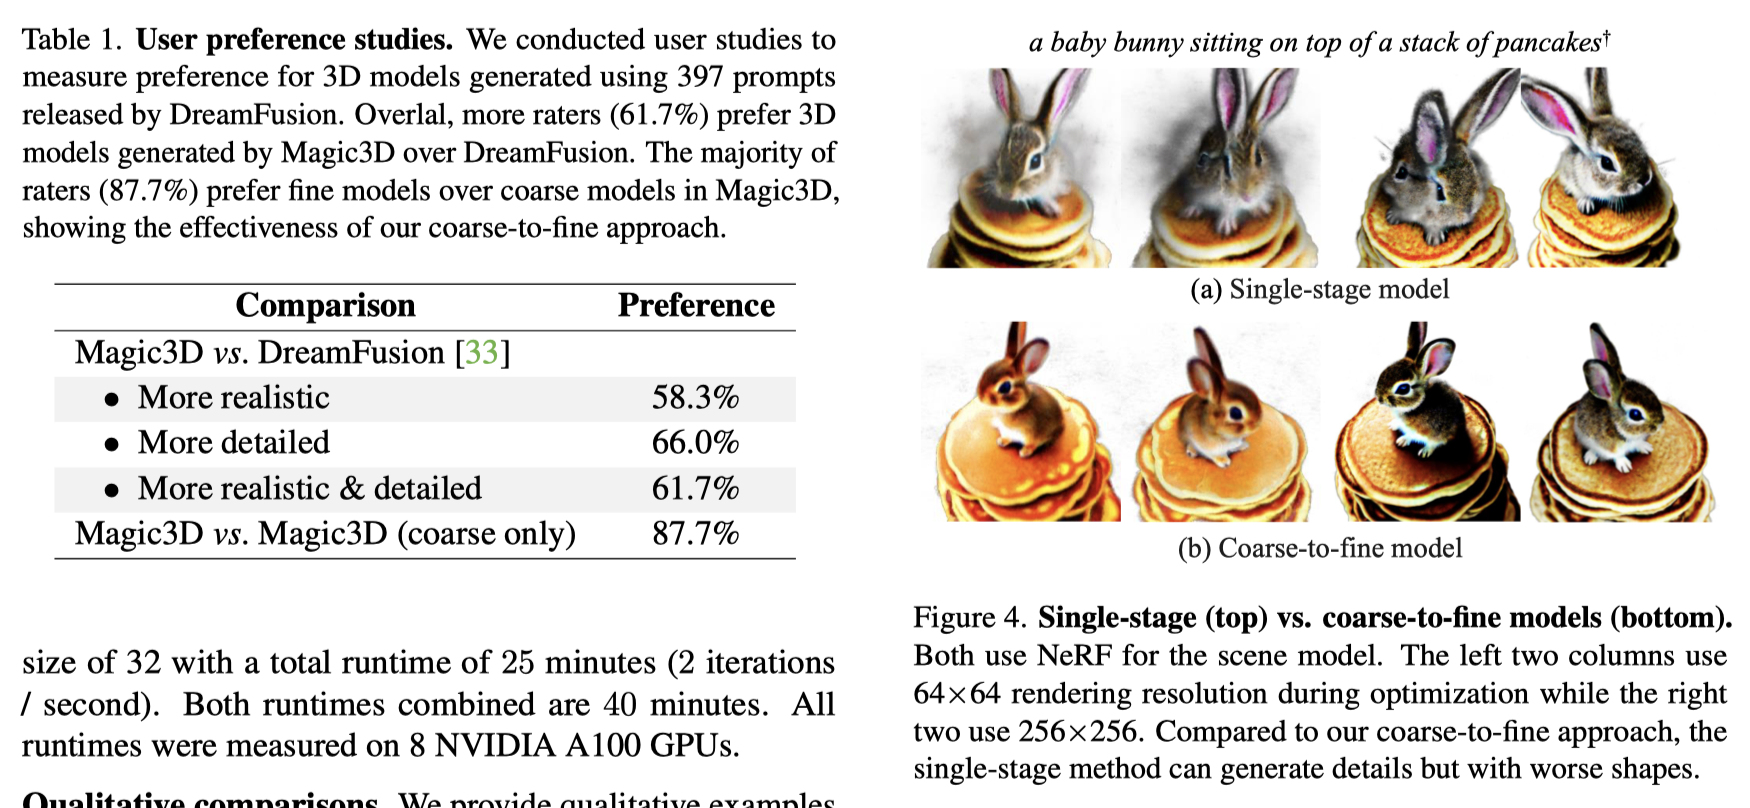 Table 1. User preference studies. We conducted user studies to
measure preference for 3D models generated using 397 prompts
released by DreamFusion. Overlal, more raters (61.7%) prefer 3D
models generated by Magic3D over DreamFusion. The majority of
raters (87.7%) prefer fine models over coarse models in Magic3D,
showing the effectiveness of our coarse-to-fine approach.
Comparison Preference
Magic3D vs. DreamFusion [33]
• More realistic 58.3%
• More detailed 66.0%
• More realistic & detailed 61.7%
Magic3D vs. Magic3D (coarse only) 87.7%
size of 32 with a total runtime of 25 minutes (2 iterations
/ second). Both runtimes combined are 40 minutes. All
runtimes were measured on 8 NVIDIA A100 GPUs.
Qualitative comparisons. We provide qualitative examples
a baby bunny sitting on top of a stack of pancakes†
(a) Single-stage model
(b) Coarse-to-fine model
Figure 4. Single-stage (top) vs. coarse-to-fine models (bottom).
Both use NeRF for the scene model. The left two columns use
64×64 rendering resolution during optimization while the right
two use 256×256. Compared to our coarse-to-fine approach, the
single-stage method can generate details but with worse shapes.